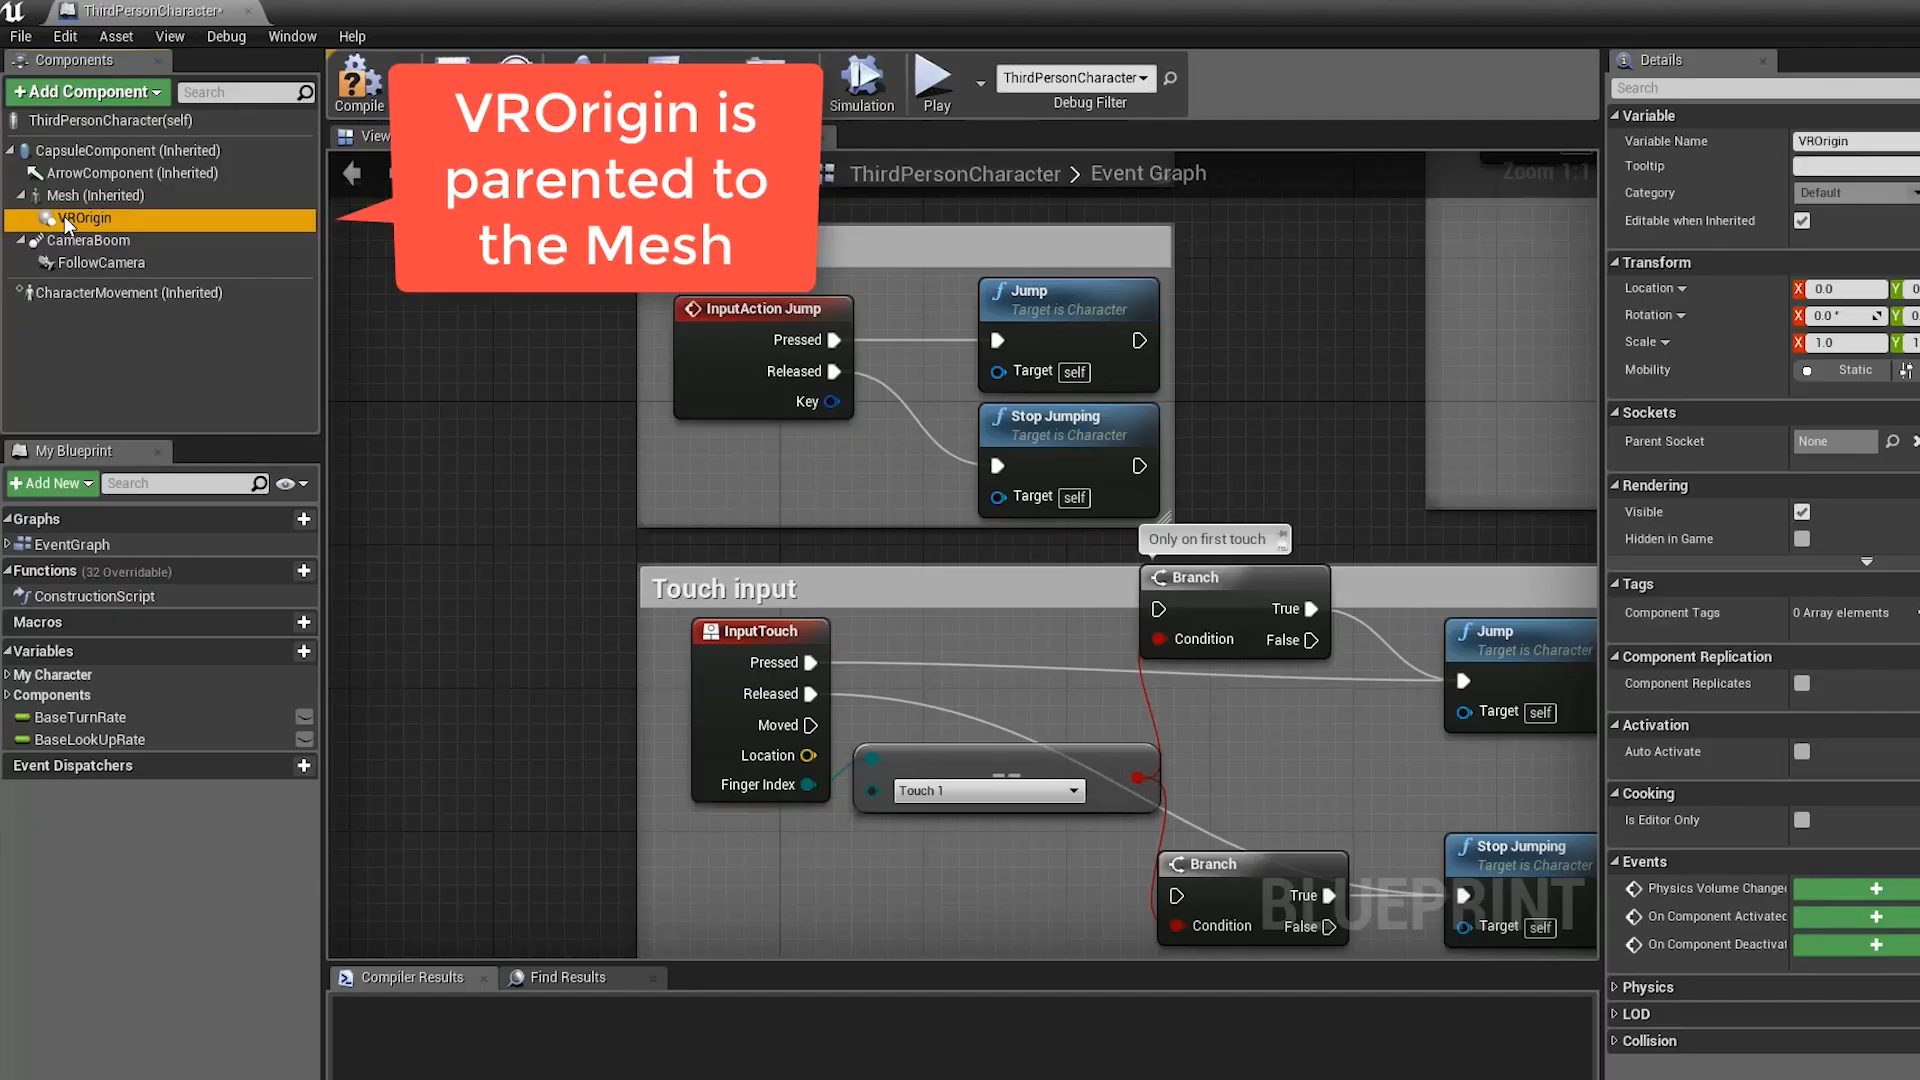 ThirdPersonCharacter*
File Edit Asset View Debug Window Help
Components
+ Add Component
Search
ThirdPersonCharacter(self)
CapsuleComponent (Inherited)
ArrowComponent (Inherited)
Mesh (Inherited)
VROrigin
CameraBoom
FollowCamera
CharacterMovement (Inherited)
My Blueprint
+ Add New
Search
Graphs
EventGraph
Functions (32 Overridable)
ConstructionScript
Macros
Variables
My Character
Components
BaseTurnRate
BaseLookUpRate
Event Dispatchers
Compile
Simulation
Play
ThirdPersonCharacter
Debug Filter
View
VROrigin is
parented to
the Mesh
ThirdPersonCharacter > Event Graph
Zoom 1:1
InputAction Jump
Pressed
Released
Key
Jump
Target is Character
Target self
Stop Jumping
Target is Character
Target self
Only on first touch
Touch input
InputTouch
Pressed
Released
Moved
Location
Finger Index
==
Touch 1
Branch
True
Condition False
Jump
Target is Character
Target self
Branch
True
Condition False
Stop Jumping
Target is Character
Target self
BLUEPRINT
Compiler Results
Find Results
Details
Search
Variable
Variable Name VROrigin
Tooltip
Category Default
Editable when Inherited
Transform
Location X 0.0 Y 0
Rotation X 0.0 ° Y 0.
Scale X 1.0 Y 1
Mobility Static
Sockets
Parent Socket None
Rendering
Visible
Hidden in Game
Tags
Component Tags 0 Array elements
Component Replication
Component Replicates
Activation
Auto Activate
Cooking
Is Editor Only
Events
Physics Volume Changed
On Component Activated
On Component Deactivat
Physics
LOD
Collision